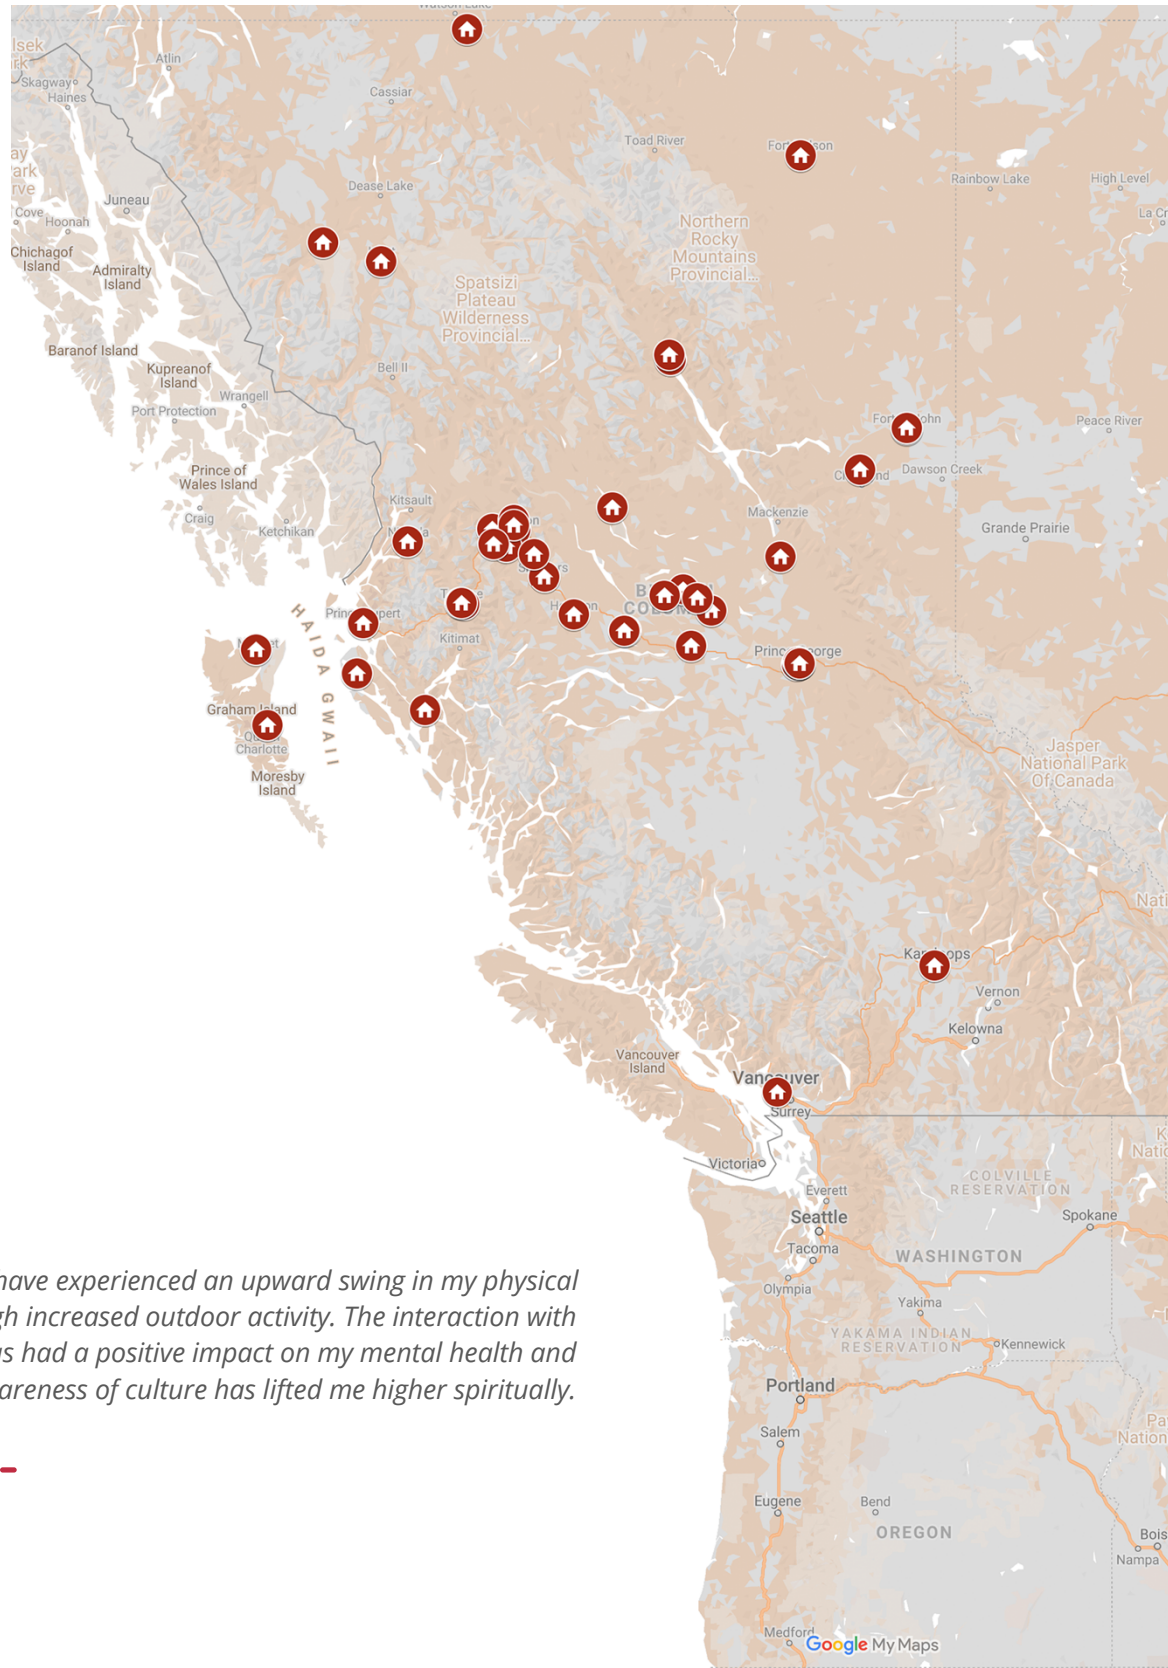 Watson Lake
Atlin
Skagway
Haines
Cassiar
Toad River
Rainbow Lake
High Level
Dease Lake
Juneau
Cove
Hoonah
Chichagof
Island
Admiralty
Island
Northern
Rocky
Mountains
Provincial...
Spatsizi
Plateau
Wilderness
Provincial...
Baranof Island
Kupreanof
Island
Bell II
Wrangell
Port Protection
Peace River
Prince of
Wales Island
Dawson Creek
Kitsault
Craig
Ketchikan
Mackenzie
Grande Prairie
HAIDA GWAII
Kitimat
Graham Island
Charlotte
Moresby
Island
Jasper
National Park
Of Canada
Vernon
Kelowna
Vancouver
Island
Vancouver
Surrey
Victoria
COLVILLE
RESERVATION
Everett
Seattle
Spokane
Tacoma
WASHINGTON
Olympia
Yakima
YAKAMA INDIAN
RESERVATION
Kennewick
have experienced an upward swing in my physical
gh increased outdoor activity. The interaction with
as had a positive impact on my mental health and
areness of culture has lifted me higher spiritually.
Portland
Salem
Eugene
Bend
OREGON
Nampa
Medford
Google My Maps